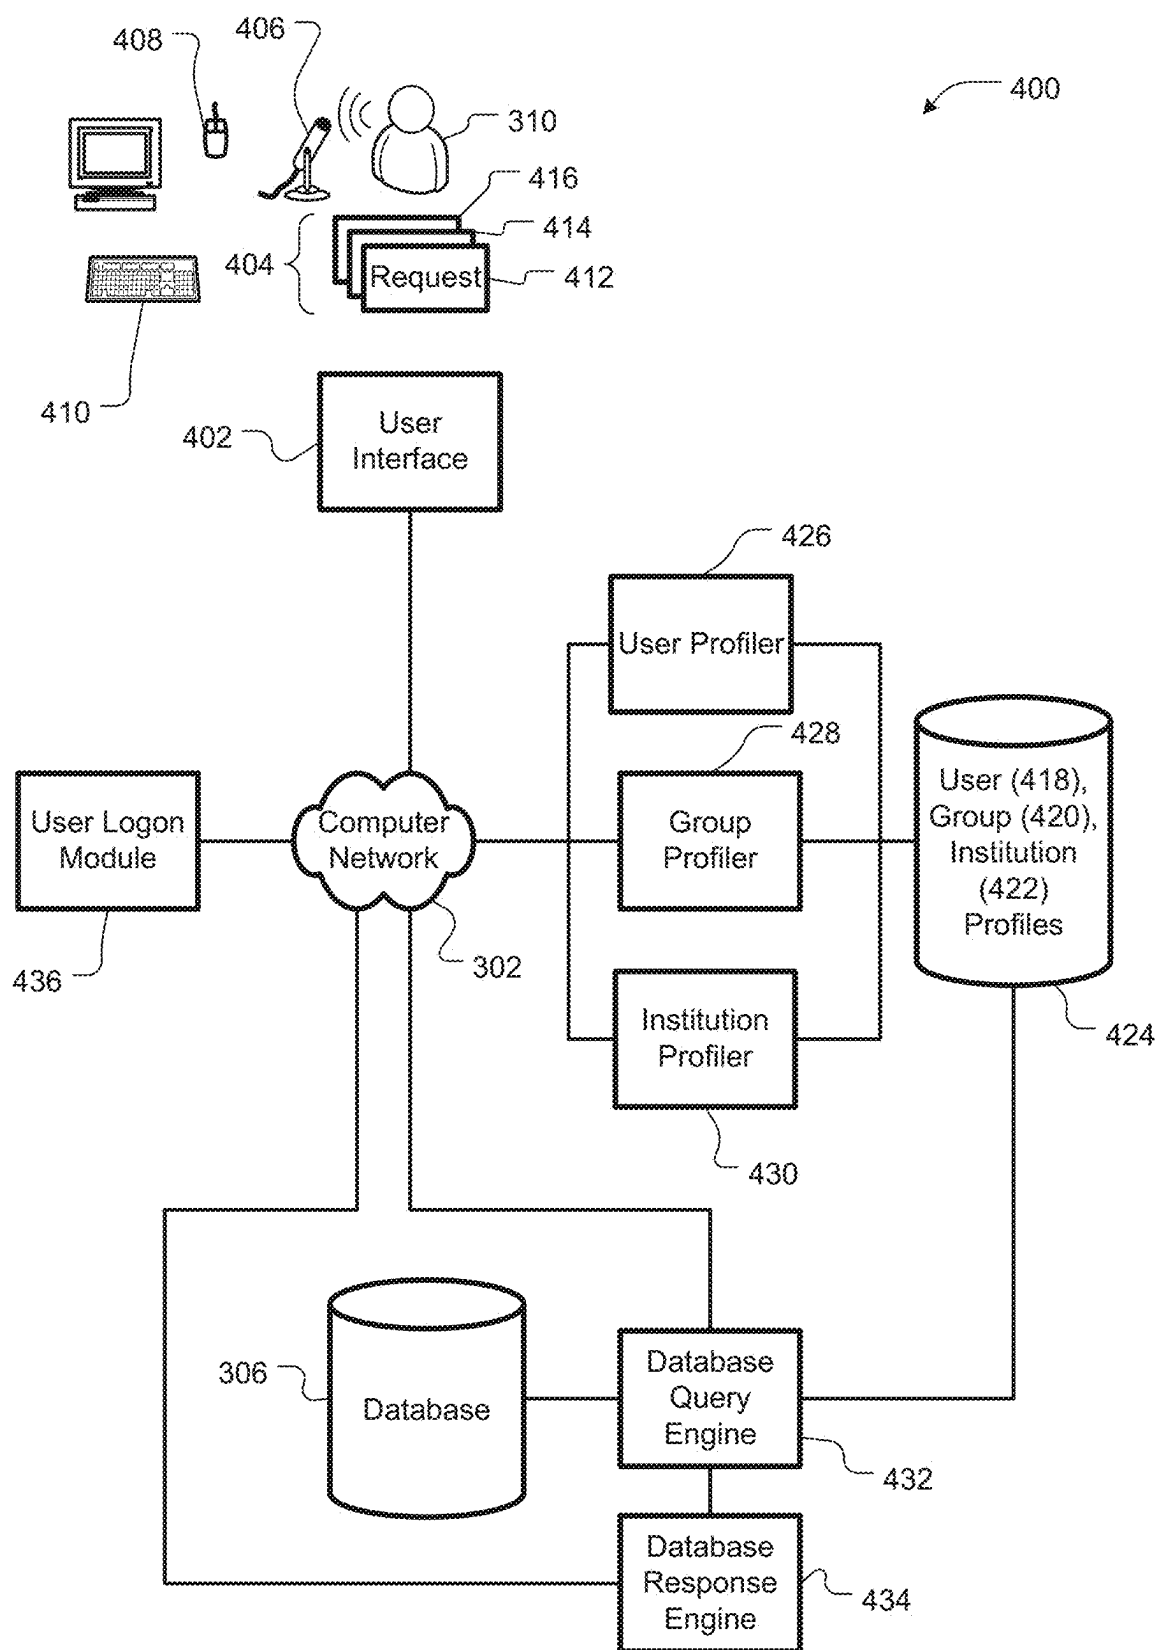 406
408
400
310
416
414
404
Request
412
410
402
User
Interface
426
User Profiler
428
User Logon
Module
Computer
Network
Group
Profiler
User (418),
Group (420),
Institution
(422)
Profiles
436
302
Institution
Profiler
424
430
306
Database
Database
Query
Engine
432
Database
Response
Engine
434